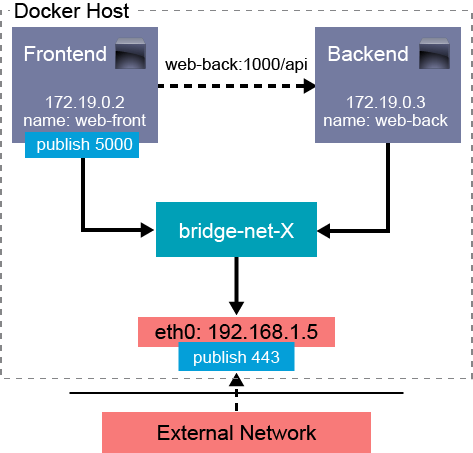 Docker Host
Frontend
172.19.0.2
name: web-front
publish 5000
web-back:1000/api
Backend
172.19.0.3
name: web-back
bridge-net-X
eth0: 192.168.1.5
publish 443
External Network